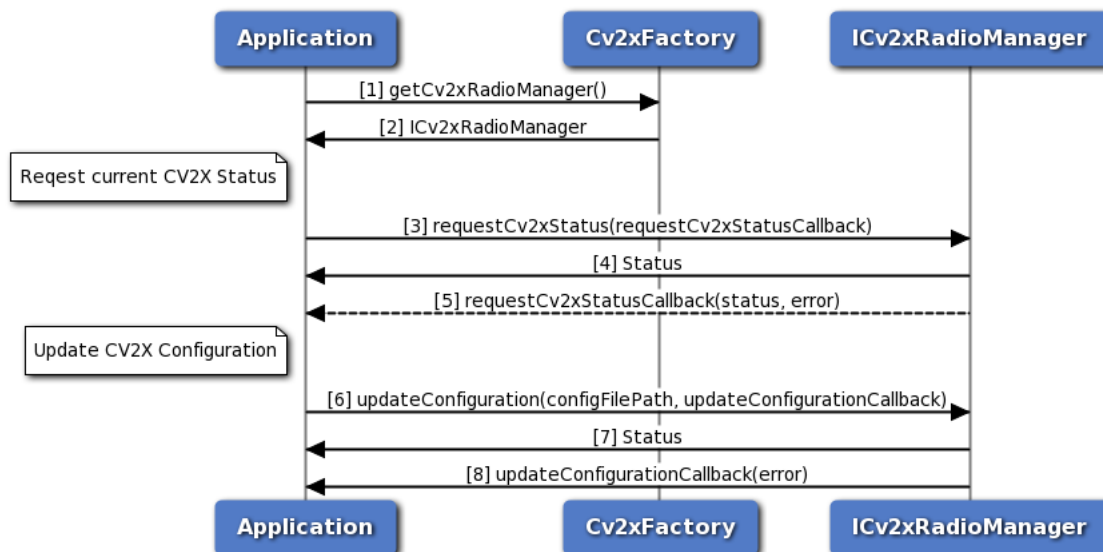 Application
Cv2xFactory
ICv2xRadioManager
[1] getCv2xRadioManager()
[2] ICv2xRadioManager
Reqest current CV2X Status
[3] requestCv2xStatus(requestCv2xStatusCallback)
[4] Status
[5] requestCv2xStatusCallback(status, error)
Update CV2X Configuration
[6] updateConfiguration(configFilePath, updateConfigurationCallback)
[7] Status
[8] updateConfigurationCallback(error)
Application
Cv2xFactory
ICv2xRadioManager